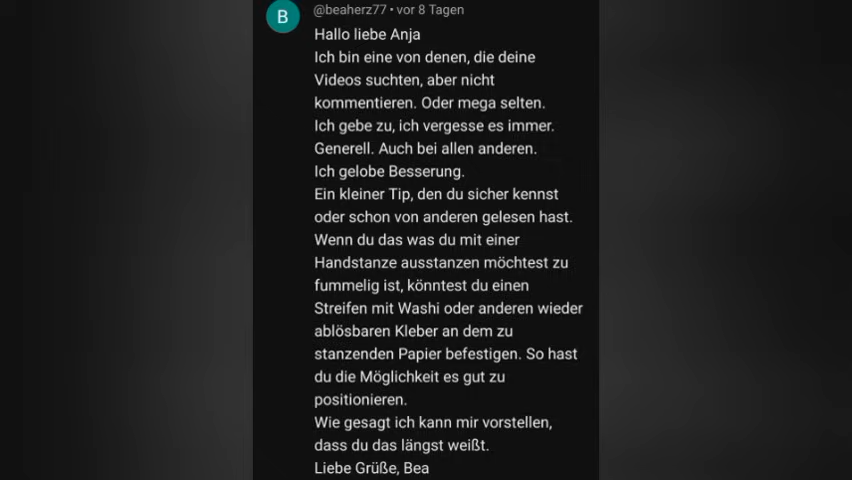 B
@beaherz77 • vor 8 Tagen
Hallo liebe Anja
Ich bin eine von denen, die deine
Videos suchten, aber nicht
kommentieren. Oder mega selten.
Ich gebe zu, ich vergesse es immer.
Generell. Auch bei allen anderen.
Ich gelobe Besserung.
Ein kleiner Tip, den du sicher kennst
oder schon von anderen gelesen hast.
Wenn du das was du mit einer
Handstanze ausstanzen möchtest zu
fummelig ist, könntest du einen
Streifen mit Washi oder anderen wieder
ablösbaren Kleber an dem zu
stanzenden Papier befestigen. So hast
du die Möglichkeit es gut zu
positionieren.
Wie gesagt ich kann mir vorstellen,
dass du das längst weißt.
Liebe Grüße, Bea